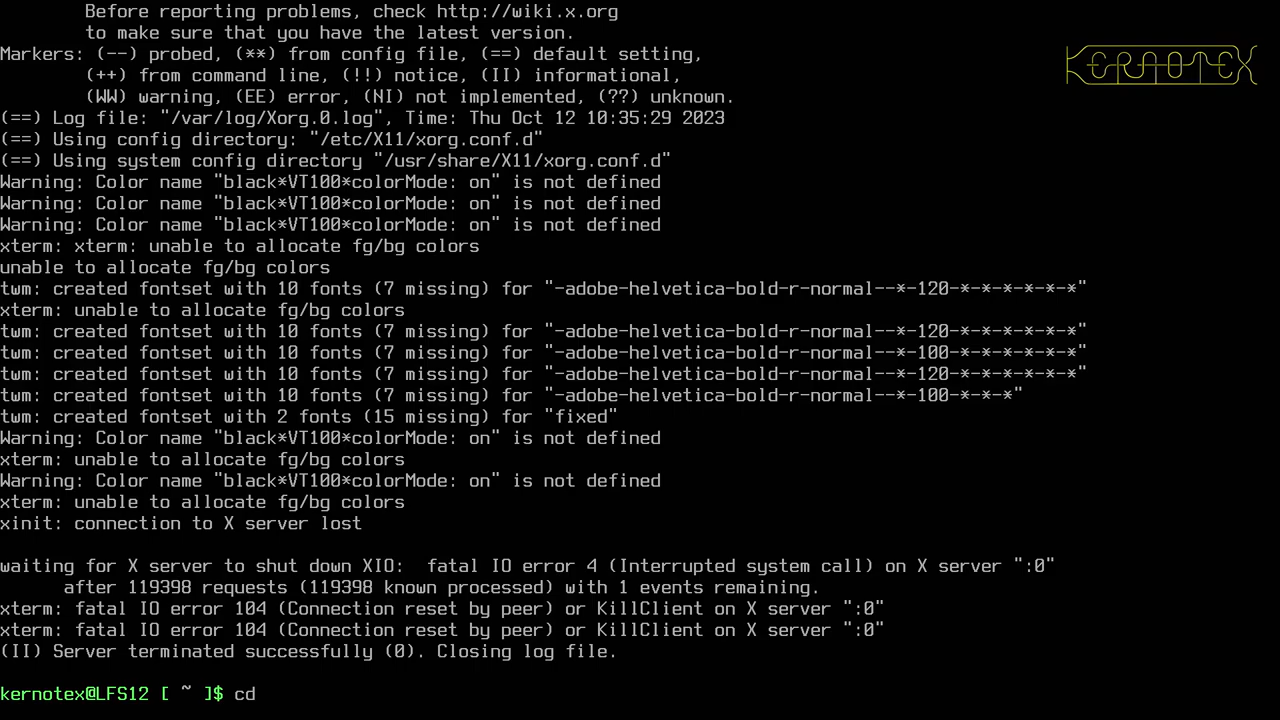 Before reporting problems, check http://wiki.x.org
to make sure that you have the latest version.
Markers: (--) probed, (**) from config file, (==) default setting,
(++) from command line, (!!) notice, (II) informational,
(WW) warning, (EE) error, (NI) not implemented, (??) unknown.
(==) Log file: "/var/log/Xorg.0.log", Time: Thu Oct 12 10:35:29 2023
(==) Using config directory: "/etc/X11/xorg.conf.d"
(==) Using system config directory "/usr/share/X11/xorg.conf.d"
Warning: Color name "black*VT100*colorMode: on" is not defined
Warning: Color name "black*VT100*colorMode: on" is not defined
Warning: Color name "black*VT100*colorMode: on" is not defined
xterm: xterm: unable to allocate fg/bg colors
unable to allocate fg/bg colors
twm: created fontset with 10 fonts (7 missing) for "-adobe-helvetica-bold-r-normal--*-120-*-*-*-*-*-*"
xterm: unable to allocate fg/bg colors
twm: created fontset with 10 fonts (7 missing) for "-adobe-helvetica-bold-r-normal--*-120-*-*-*-*-*-*"
twm: created fontset with 10 fonts (7 missing) for "-adobe-helvetica-bold-r-normal--*-100-*-*-*-*-*-*"
twm: created fontset with 10 fonts (7 missing) for "-adobe-helvetica-bold-r-normal--*-120-*-*-*-*-*-*"
twm: created fontset with 10 fonts (7 missing) for "-adobe-helvetica-bold-r-normal--*-100-*-*-*"
twm: created fontset with 2 fonts (15 missing) for "fixed"
Warning: Color name "black*VT100*colorMode: on" is not defined
xterm: unable to allocate fg/bg colors
Warning: Color name "black*VT100*colorMode: on" is not defined
xterm: unable to allocate fg/bg colors
xinit: connection to X server lost
waiting for X server to shut down XIO:  fatal IO error 4 (Interrupted system call) on X server ":0"
after 119398 requests (119398 known processed) with 1 events remaining.
xterm: fatal IO error 104 (Connection reset by peer) or KillClient on X server ":0"
xterm: fatal IO error 104 (Connection reset by peer) or KillClient on X server ":0"
(II) Server terminated successfully (0). Closing log file.
kernotex@LFS12 [ ~ ]$ cd
KERNOTEX